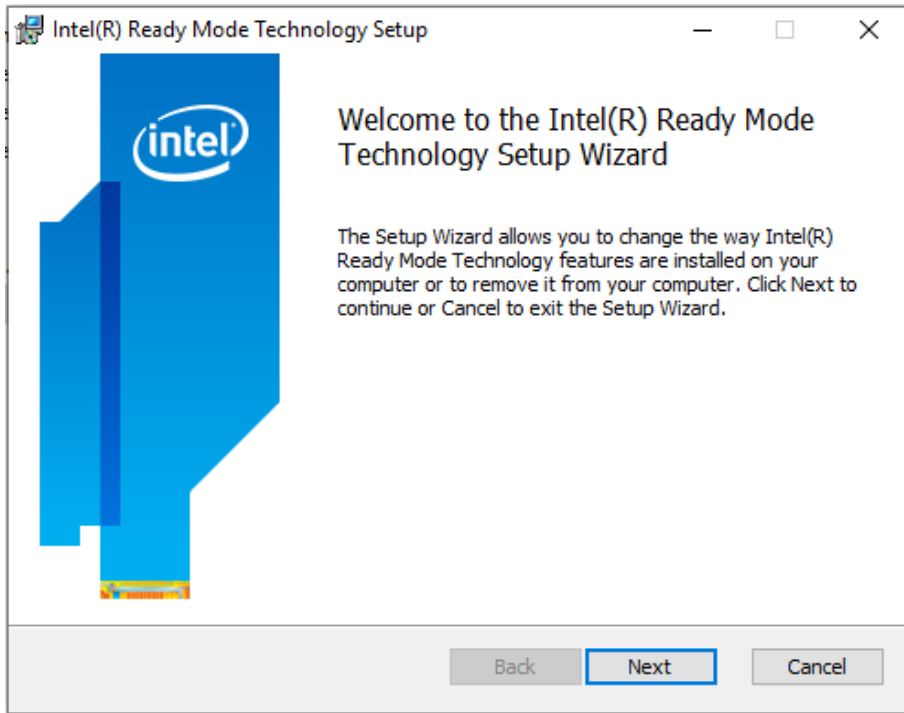 Intel(R) Ready Mode Technology Setup
intel
Welcome to the Intel(R) Ready Mode
Technology Setup Wizard
The Setup Wizard allows you to change the way Intel(R)
Ready Mode Technology features are installed on your
computer or to remove it from your computer. Click Next to
continue or Cancel to exit the Setup Wizard.
Back
Next
Cancel